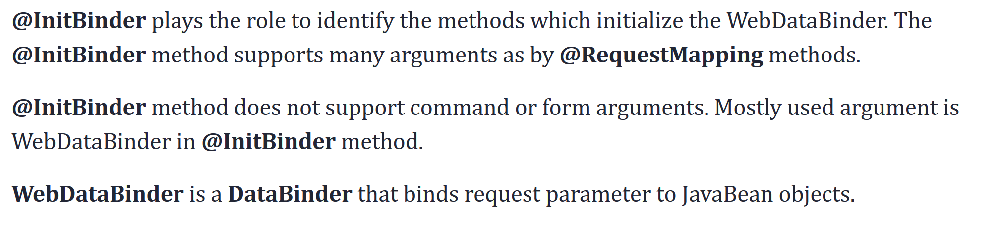 @InitBinder plays the role to identify the methods which initialize the WebDataBinder. The
@InitBinder method supports many arguments as by @RequestMapping methods.
@InitBinder method does not support command or form arguments. Mostly used argument is
WebDataBinder in @InitBinder method.
WebDataBinder is a DataBinder that binds request parameter to JavaBean objects.